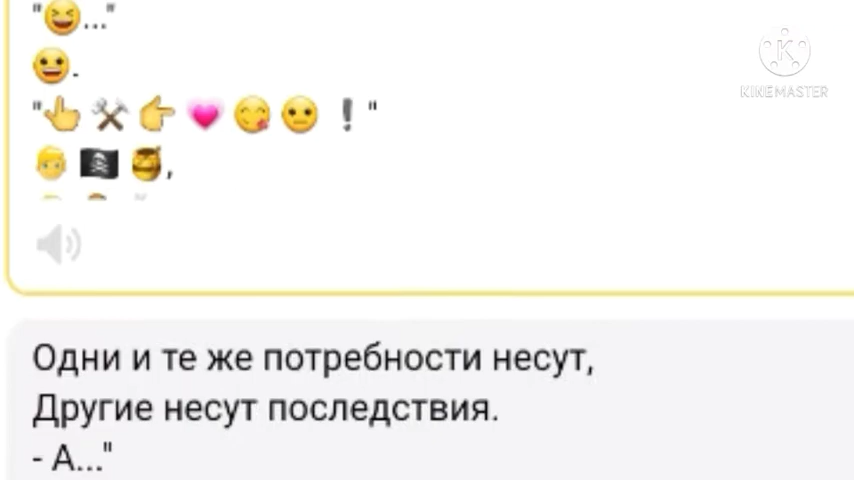 "😆..."
😃.
"👆 ⚒️ 👉 💗 😋 😐 ❕"
👱 🏴‍☠️ 🍯,
KINEMASTER
Одни и те же потребности несут,
Другие несут последствия.
- А..."